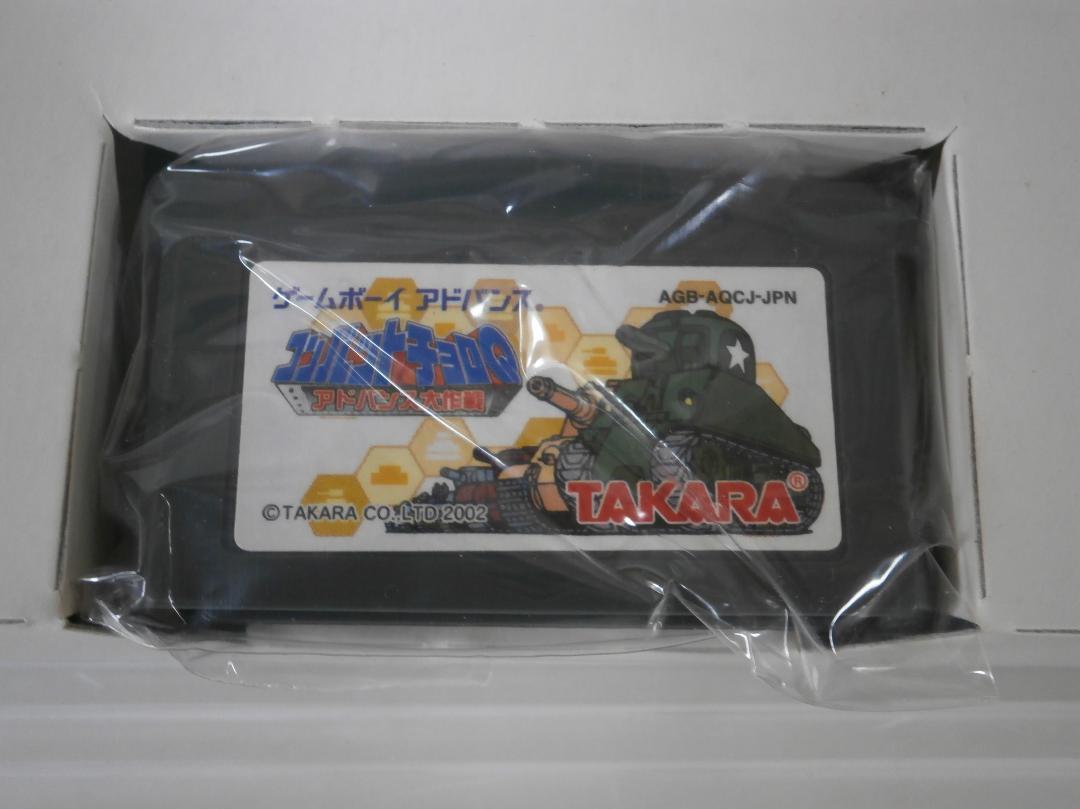 ゲームボーイ アドバンス®
AGB-AQCJ-JPN
コンバットチョロQ
アドバンス大作戦
©TAKARA CO.,LTD 2002
TAKARA®